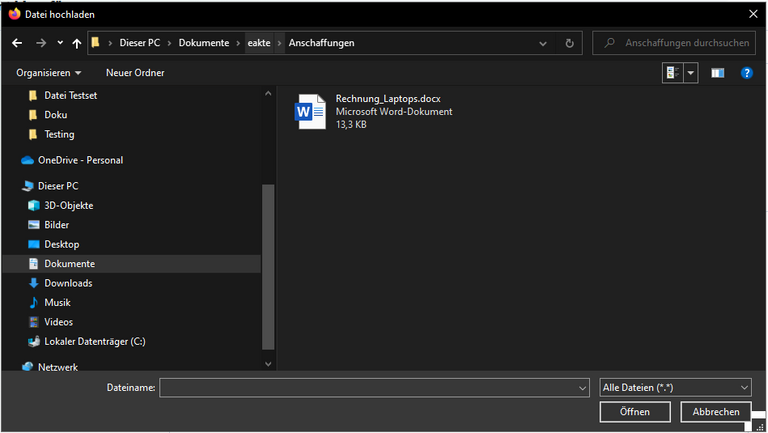 Datei hochladen
Dieser PC > Dokumente > eakte > Anschaffungen
Anschaffungen durchsuchen
Organisieren
Neuer Ordner
Datei Testset
Doku
Testing
OneDrive - Personal
Dieser PC
3D-Objekte
Bilder
Desktop
Dokumente
Downloads
Musik
Videos
Lokaler Datenträger (C:)
Netzwerk
Rechnung_Laptops.docx
Microsoft Word-Dokument
13,3 KB
Dateiname:
Alle Dateien (*.*)
Öffnen
Abbrechen